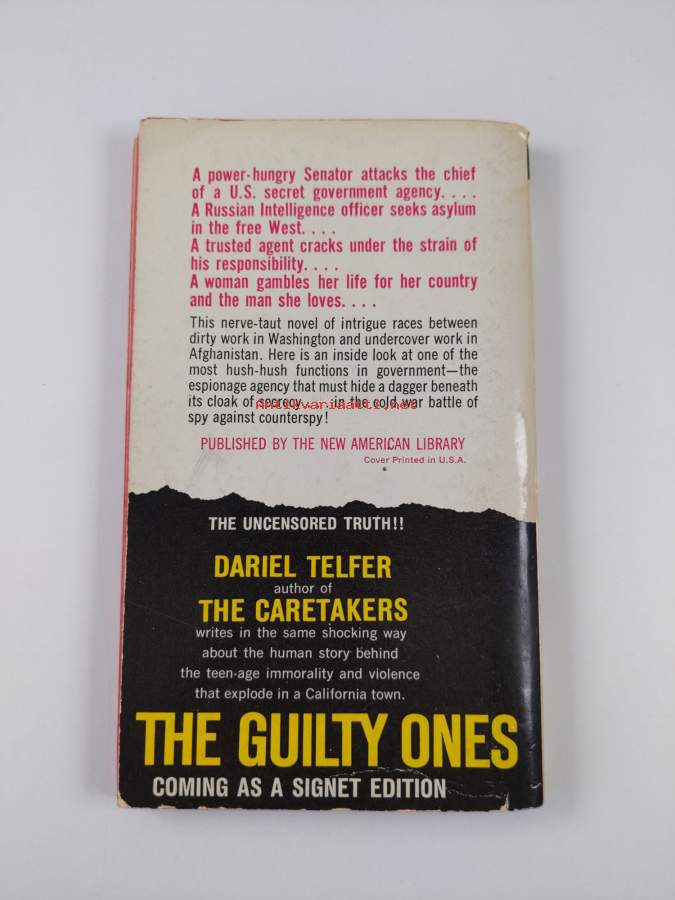 A power-hungry Senator attacks the chief
of a U.S. secret government agency. . . .
A Russian Intelligence officer seeks asylum
in the free West. . . .
A trusted agent cracks under the strain of
his responsibility. . . .
A woman gambles her life for her country
and the man she loves. . . .
This nerve-taut novel of intrigue races between
dirty work in Washington and undercover work in
Afghanistan. Here is an inside look at one of the
most hush-hush functions in government—the
espionage agency that must hide a dagger beneath
its cloak of secrecy. . . . in the cold war battle of
Antikvariaatti.net
spy against counterspy!
PUBLISHED BY THE NEW AMERICAN LIBRARY
Cover Printed in U.S.A.
THE UNCENSORED TRUTH!!
DARIEL TELFER
author of
THE CARETAKERS
writes in the same shocking way
about the human story behind
the teen-age immorality and violence
that explode in a California town.
THE GUILTY ONES
COMING AS A SIGNET EDITION